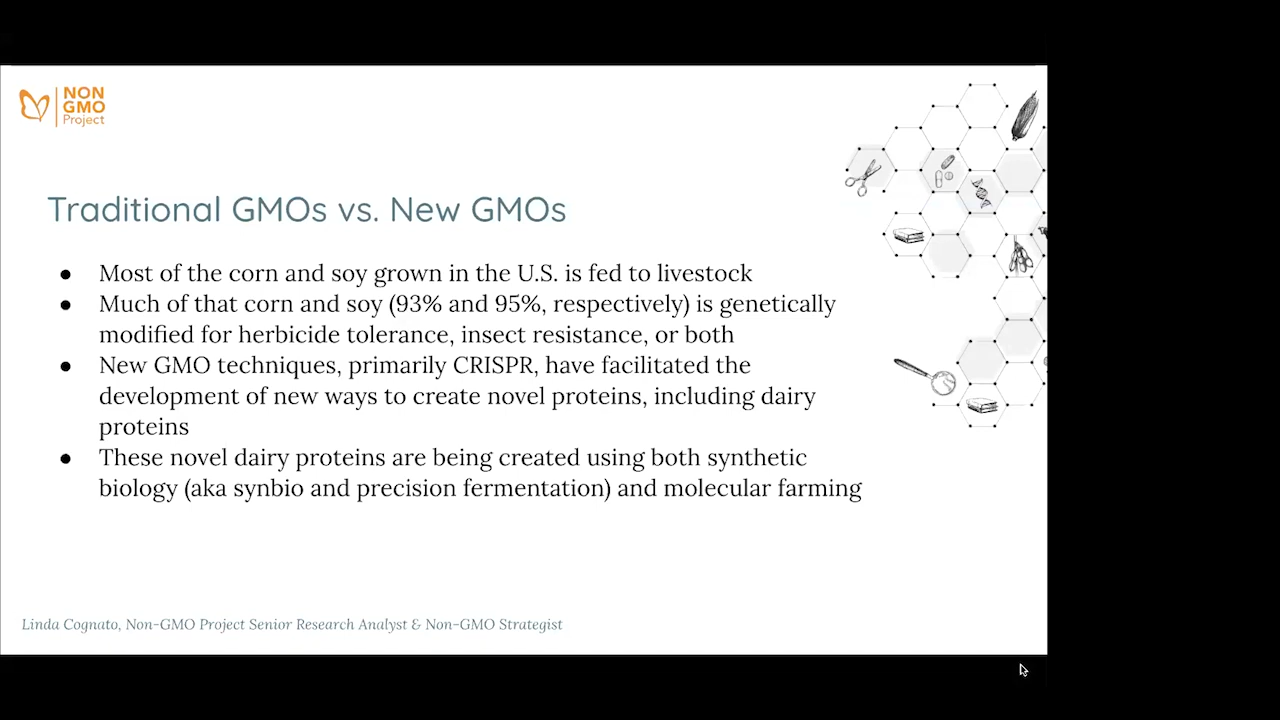 NON
GMO
Project
Traditional GMOs vs. New GMOs
● Most of the corn and soy grown in the U.S. is fed to livestock
● Much of that corn and soy (93% and 95%, respectively) is genetically
modified for herbicide tolerance, insect resistance, or both
● New GMO techniques, primarily CRISPR, have facilitated the
development of new ways to create novel proteins, including dairy
proteins
● These novel dairy proteins are being created using both synthetic
biology (aka synbio and precision fermentation) and molecular farming
Linda Cognato, Non-GMO Project Senior Research Analyst & Non-GMO Strategist